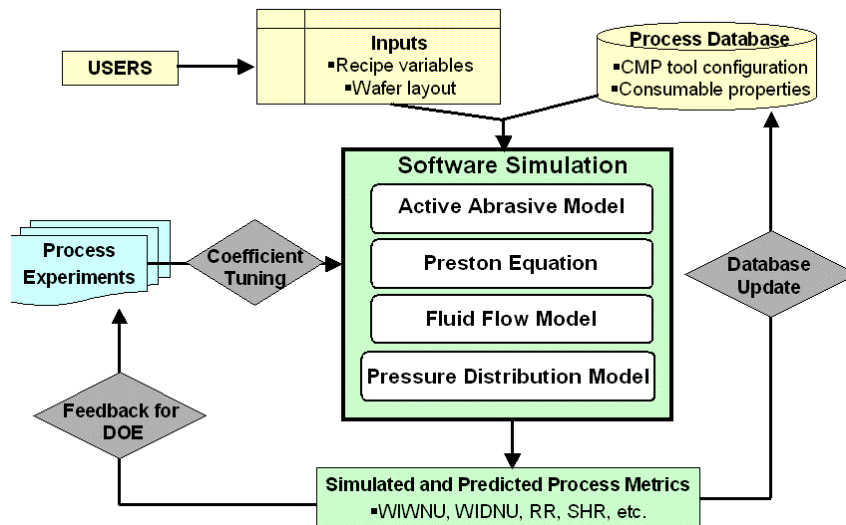 USERS
Inputs
▪Recipe variables
▪Wafer layout
Process Database
▪CMP tool configuration
▪Consumable properties
Software Simulation
Active Abrasive Model
Preston Equation
Fluid Flow Model
Pressure Distribution Model
Process
Experiments
Coefficient
Tuning
Database
Update
Feedback for
DOE
Simulated and Predicted Process Metrics
▪WIWNU, WIDNU, RR, SHR, etc.